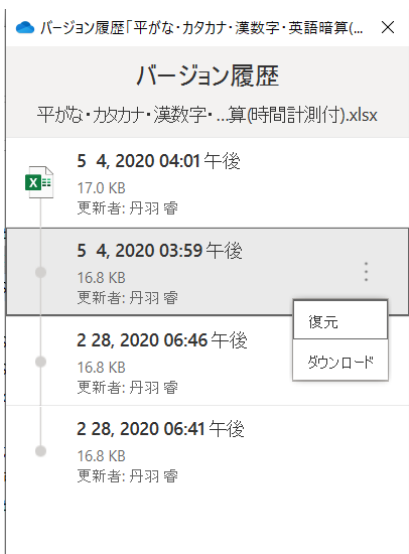 バージョン履歴「平がな・カタカナ・漢数字・英語暗算(...
バージョン履歴
平がな・カタカナ・漢数字・...算(時間計測付).xlsx
5 4, 2020 04:01 午後
17.0 KB
更新者: 丹羽 睿
5 4, 2020 03:59 午後
16.8 KB
更新者: 丹羽 睿
復元
ダウンロード
2 28, 2020 06:46 午後
16.8 KB
更新者: 丹羽 睿
2 28, 2020 06:41 午後
16.8 KB
更新者: 丹羽 睿